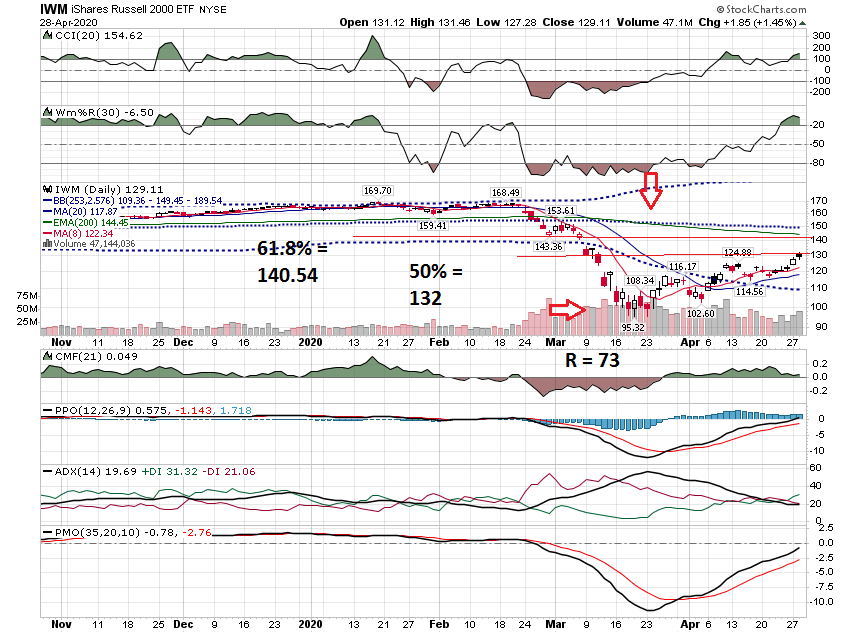 IWM iShares Russell 2000 ETF NYSE © StockCharts.com
28-Apr-2020 Open 131.12 High 131.46 Low 127.28 Close 129.11 Volume 47.1M Chg +1.85 (+1.45%)
CCI(20) 154.62
300
200
100
0
-100
-200
Wm%R(30) -6.50
-20
-50
-80
IWM (Daily) 129.11
BB(253,2.576) 109.36 - 149.45 - 189.54
MA(20) 117.87
EMA(200) 144.45
MA(8) 122.34
Volume 47,144,036
169.70
168.49
159.41
153.61
143.36
124.88
116.17
108.34
114.56
102.60
95.32
61.8% =
140.54
50% =
132
170
160
150
140
130
120
110
100
90
75M
50M
25M
Nov 11 18 25 Dec 9 16 23 2020 13 21 27 Feb 10 18 24 Mar 9 16 23 Apr 6 13 20 27
CMF(21) 0.049
R = 73
0.2
0.0
-0.2
PPO(12,26,9) 0.575, -1.143, 1.718
0
-5
-10
ADX(14) 19.69 +DI 31.32 -DI 21.06
60
40
20
0
PMO(35,20,10) -0.78, -2.76
2.5
0.0
-2.5
-5.0
-7.5
-10.0
Nov 11 18 25 Dec 9 16 23 2020 13 21 27 Feb 10 18 24 Mar 9 16 23 Apr 6 13 20 27